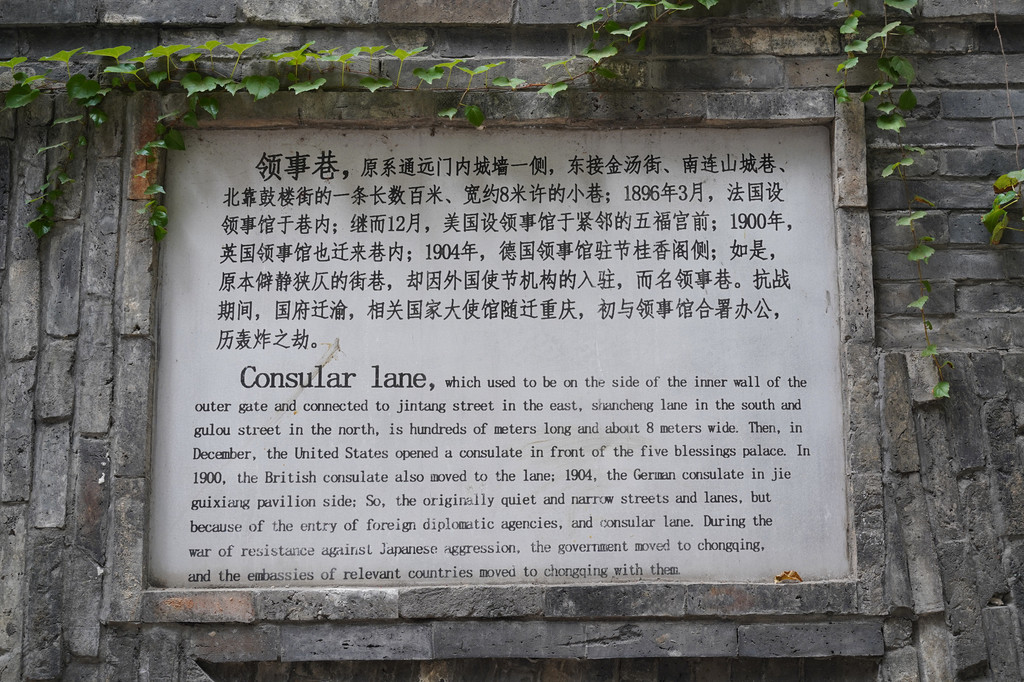 领事巷，原系通远门内城墙一侧，东接金汤街、南连山城巷、
北靠鼓楼街的一条长数百米、宽约8米许的小巷；1896年3月，法国设
领事馆于巷内；继而12月，美国设领事馆于紧邻的五福宫前；1900年，
英国领事馆也迁来巷内；1904年，德国领事馆驻节桂香阁侧；如是，
原本僻静狭仄的街巷，却因外国使节机构的入驻，而名领事巷。抗战
期间，国府迁渝，相关国家大使馆随迁重庆，初与领事馆合署办公，
历轰炸之劫。
Consular lane, which used to be on the side of the inner wall of the
outer gate and connected to jintang street in the east, shancheng lane in the south and
gulou street in the north, is hundreds of meters long and about 8 meters wide. Then, in
December, the United States opened a consulate in front of the five blessings palace. In
1900, the British consulate also moved to the lane; 1904, the German consulate in jie
guixiang pavilion side; So, the originally quiet and narrow streets and lanes, but
because of the entry of foreign diplomatic agencies, and consular lane. During the
war of resistance against Japanese aggression, the government moved to chongqing,
and the embassies of relevant countries moved to chongqing with them.